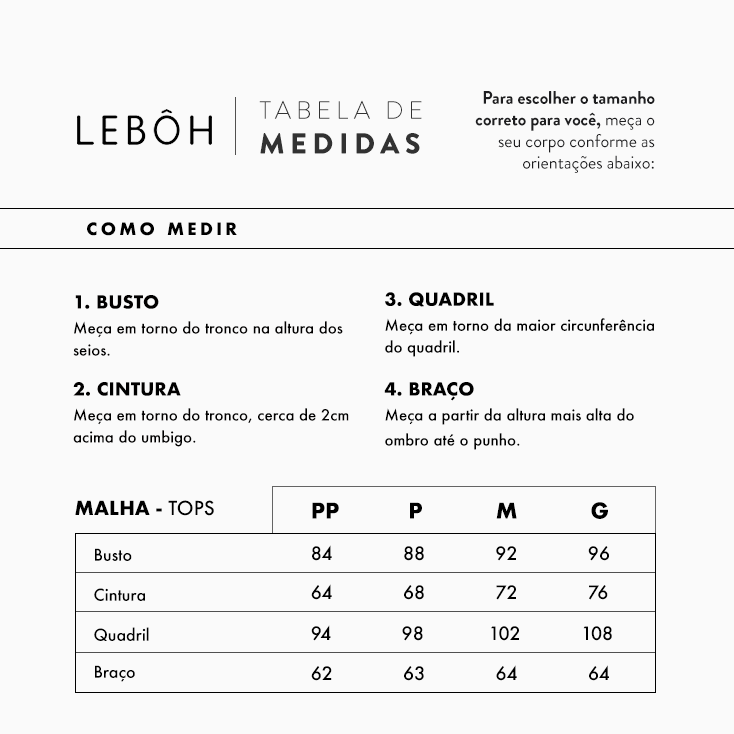 LEBÔH
TABELA DE
MEDIDAS
Para escolher o tamanho
correto para você, meça o
seu corpo conforme as
orientações abaixo:
COMO MEDIR
1. BUSTO
Meça em torno do tronco na altura dos
seios.
2. CINTURA
Meça em torno do tronco, cerca de 2cm
acima do umbigo.
3. QUADRIL
Meça em torno da maior circunferência
do quadril.
4. BRAÇO
Meça a partir da altura mais alta do
ombro até o punho.
MALHA - TOPS PP P M G
Busto 84 88 92 96
Cintura 64 68 72 76
Quadril 94 98 102 108
Braço 62 63 64 64